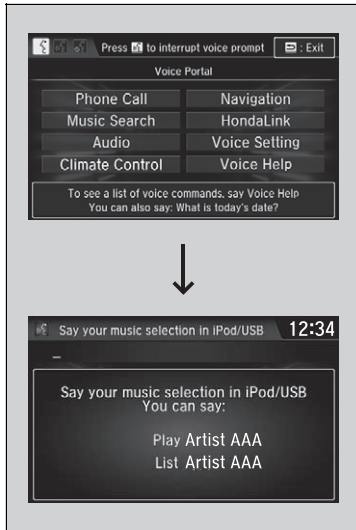 Press to interrupt voice prompt
: Exit
Voice Portal
Phone Call Navigation
Music Search HondaLink
Audio Voice Setting
Climate Control Voice Help
To see a list of voice commands, say Voice Help
You can also say: What is today's date?
Say your music selection in iPod/USB 12:34
Say your music selection in iPod/USB
You can say:
Play Artist AAA
List Artist AAA